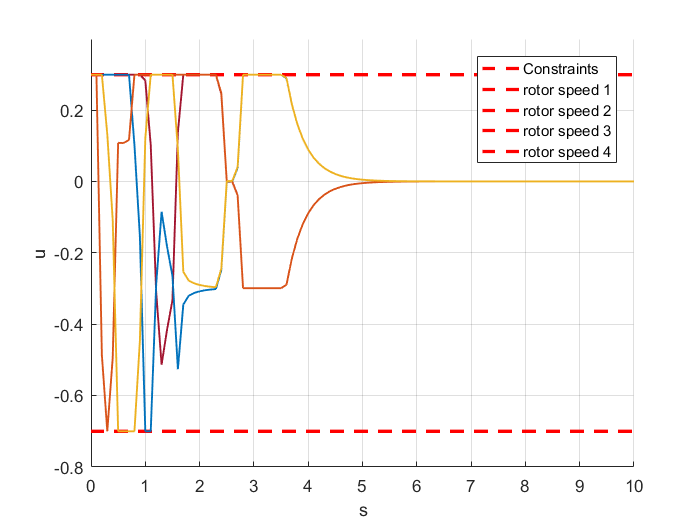 Constraints
rotor speed 1
rotor speed 2
rotor speed 3
rotor speed 4
0.2
0
-0.2
-0.4
-0.6
-0.8
u
0 1 2 3 4 5 6 7 8 9 10
s